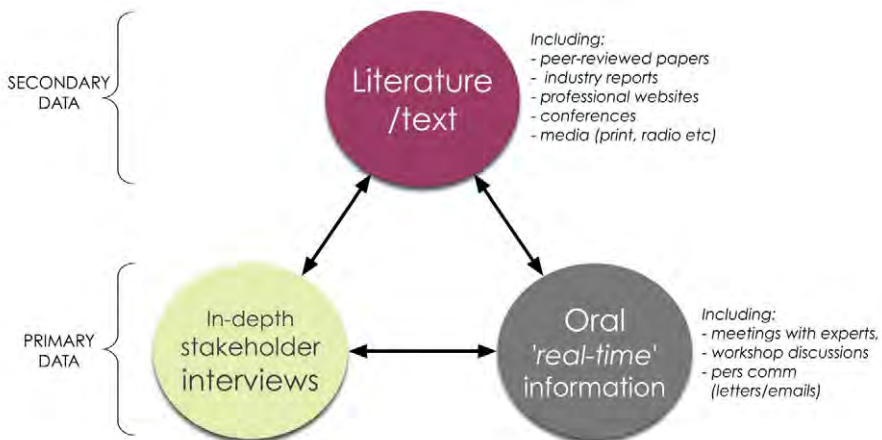 SECONDARY
DATA
Literature
/text
Including:
- peer-reviewed papers
- industry reports
- professional websites
- conferences
- media (print, radio etc)
PRIMARY
DATA
In-depth
stakeholder
interviews
Oral
'real-time'
information
Including:
- meetings with experts,
- workshop discussions
- pers comm
(letters/emails)